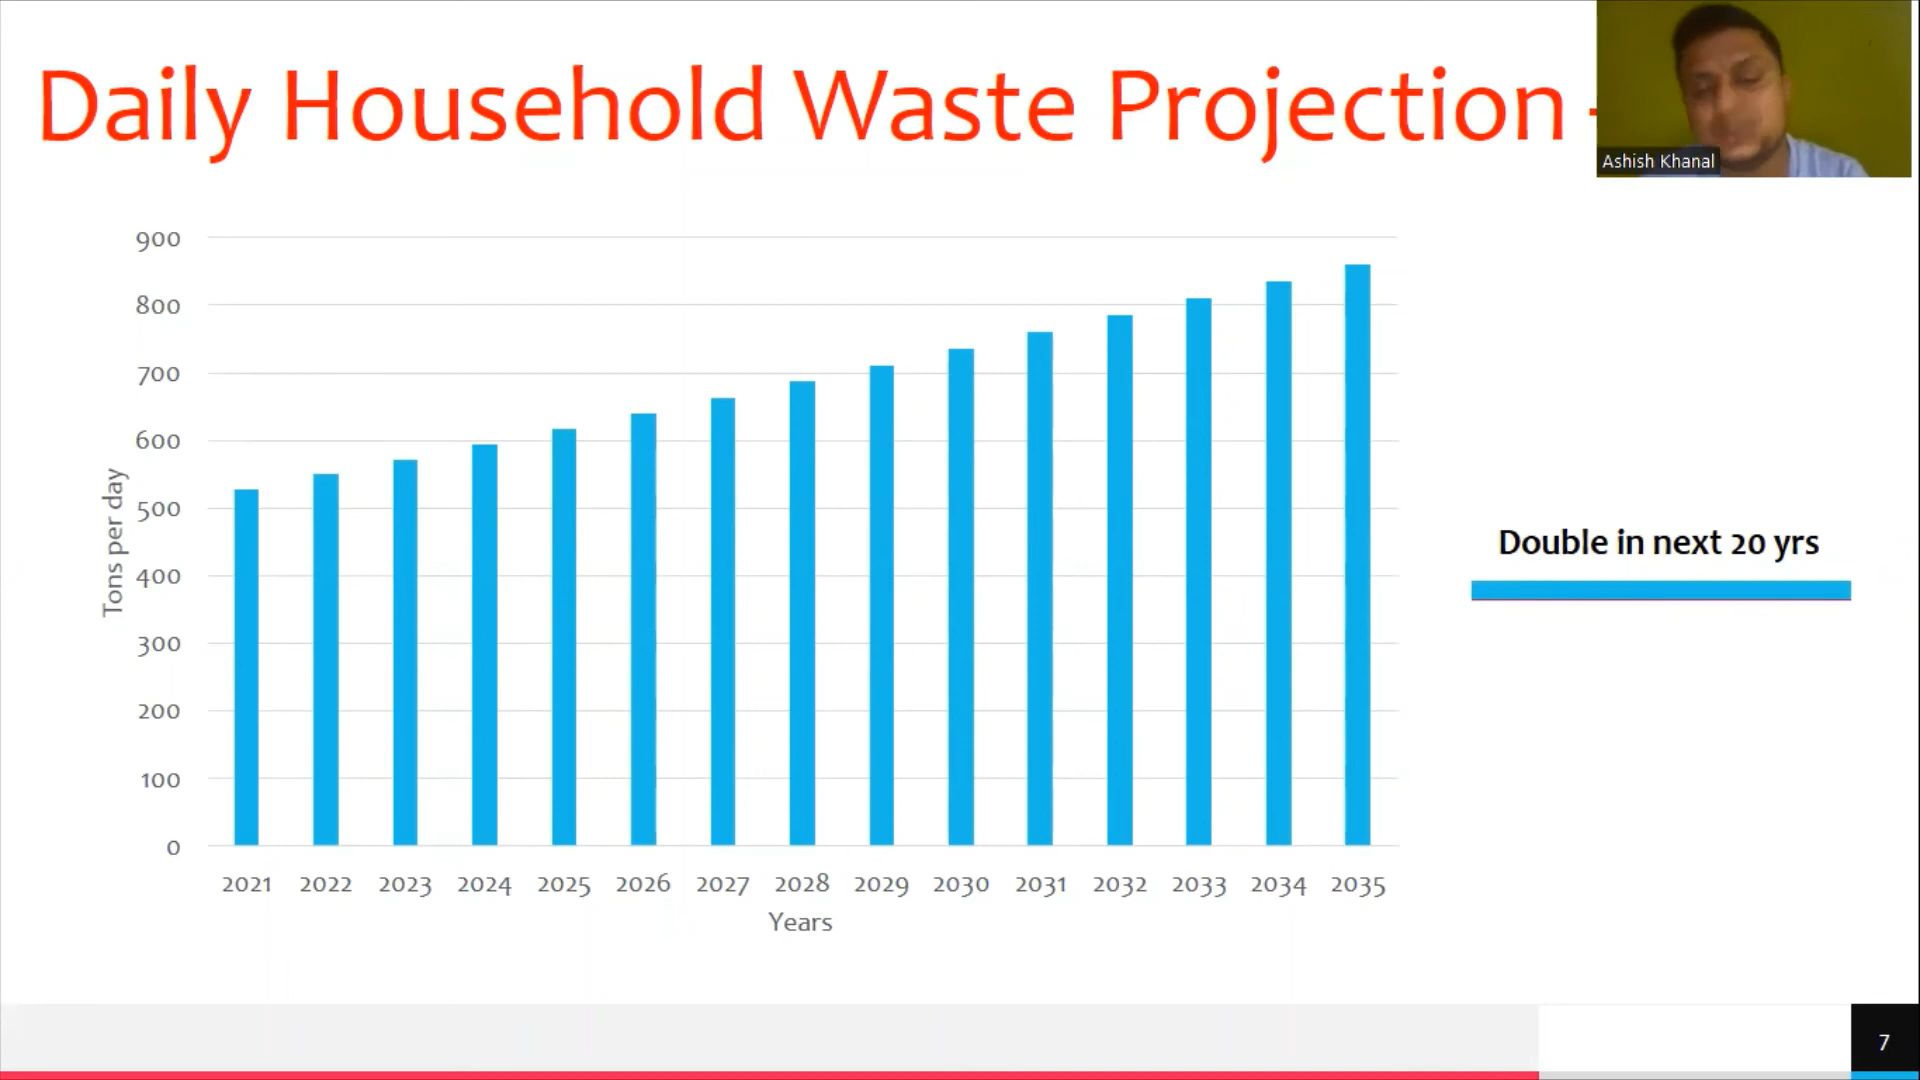 Daily Household Waste Projection -
Ashish Khanal
900
800
700
600
500
400
300
200
100
0
Tons per day
2021 2022 2023 2024 2025 2026 2027 2028 2029 2030 2031 2032 2033 2034 2035
Years
Double in next 20 yrs
7